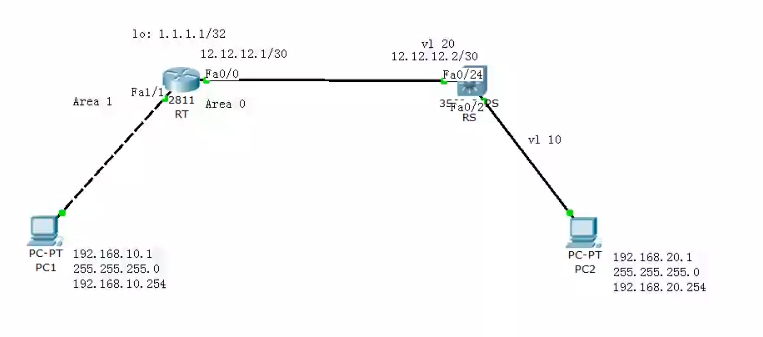 lo: 1.1.1.1/32
12.12.12.1/30
vl 20
12.12.12.2/30
Fa0/0
Fa0/24
Fa1/1
Area 1
2811
RT
Area 0
Fa0/2
RS
vl 10
PC-PT
PC1
192.168.10.1
255.255.255.0
192.168.10.254
PC-PT
PC2
192.168.20.1
255.255.255.0
192.168.20.254